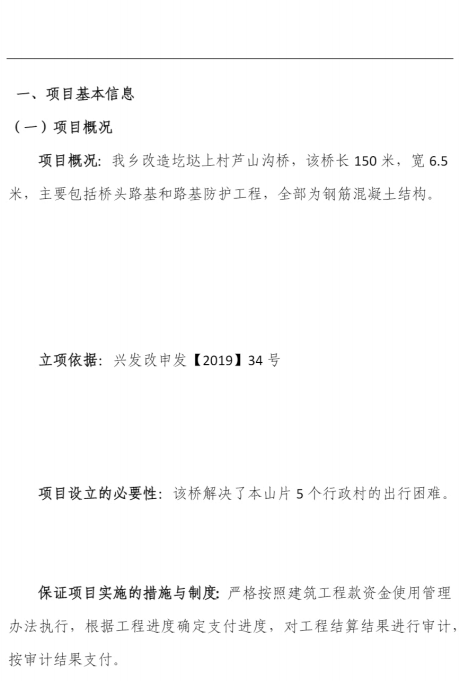 一、项目基本信息
（一）项目概况
项目概况：我乡改造圪垯上村芦山沟桥，该桥长 150 米，宽 6.5
米，主要包括桥头路基和路基防护工程，全部为钢筋混凝土结构。
立项依据：兴发改申发【2019】34 号
项目设立的必要性：该桥解决了本山片 5 个行政村的出行困难。
保证项目实施的措施与制度：严格按照建筑工程款资金使用管理
办法执行，根据工程进度确定支付进度，对工程结算结果进行审计，
按审计结果支付。